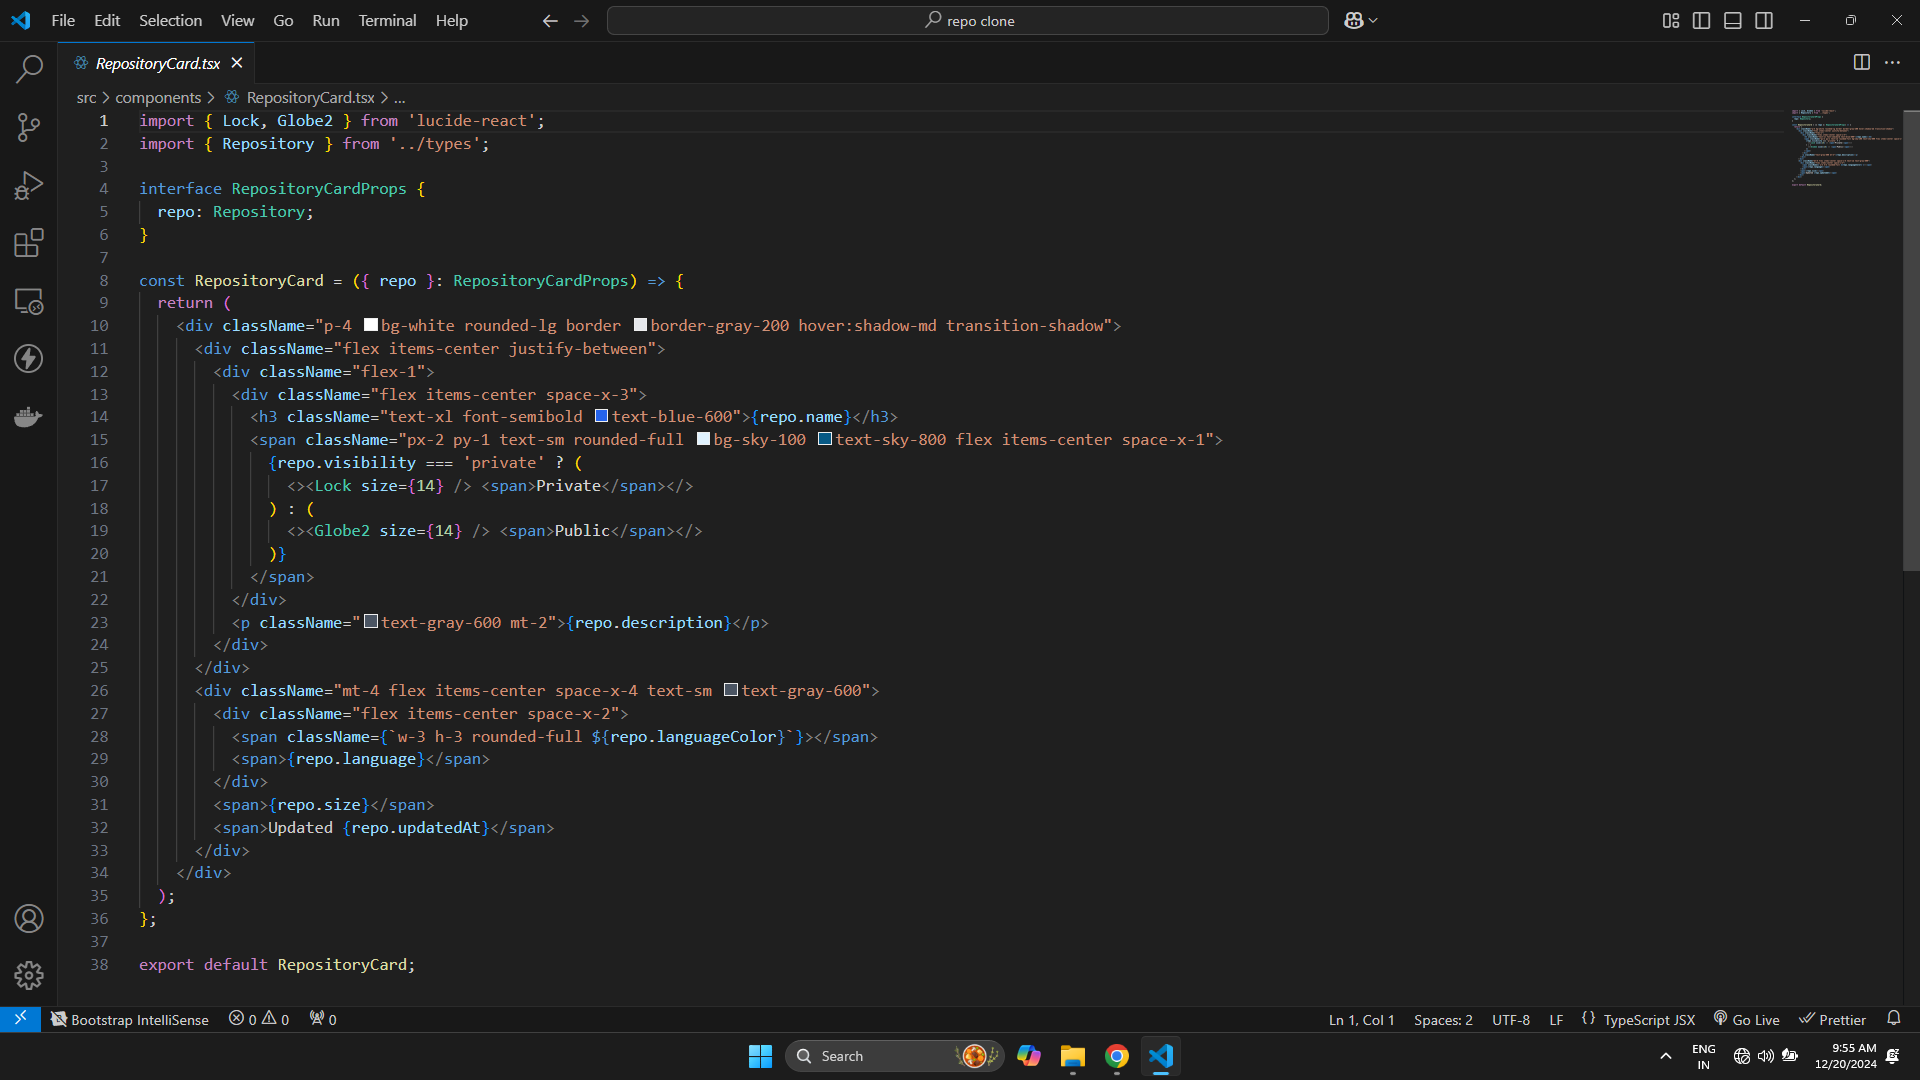 File Edit Selection View Go Run Terminal Help
repo clone
RepositoryCard.tsx
src > components > RepositoryCard.tsx > ...
1 import { Lock, Globe2 } from 'lucide-react';
2 import { Repository } from '../types';
3
4 interface RepositoryCardProps {
5 repo: Repository;
6 }
7
8 const RepositoryCard = ({ repo }: RepositoryCardProps) => {
9 return (
10 <div className="p-4 bg-white rounded-lg border border-gray-200 hover:shadow-md transition-shadow">
11 <div className="flex items-center justify-between">
12 <div className="flex-1">
13 <div className="flex items-center space-x-3">
14 <h3 className="text-xl font-semibold text-blue-600">{repo.name}</h3>
15 <span className="px-2 py-1 text-sm rounded-full bg-sky-100 text-sky-800 flex items-center space-x-1">
16 {repo.visibility === 'private' ? (
17 <><Lock size={14} /> <span>Private</span></>
18 ) : (
19 <><Globe2 size={14} /> <span>Public</span></>
20 )}
21 </span>
22 </div>
23 <p className="text-gray-600 mt-2">{repo.description}</p>
24 </div>
25 </div>
26 <div className="mt-4 flex items-center space-x-4 text-sm text-gray-600">
27 <div className="flex items-center space-x-2">
28 <span className={`w-3 h-3 rounded-full ${repo.languageColor}`}></span>
29 <span>{repo.language}</span>
30 </div>
31 <span>{repo.size}</span>
32 <span>Updated {repo.updatedAt}</span>
33 </div>
34 </div>
35 );
36 };
37
38 export default RepositoryCard;
Bootstrap IntelliSense 0 0 0 Ln 1, Col 1 Spaces: 2 UTF-8 LF {} TypeScript JSX Go Live Prettier
Search
ENG
IN
9:55 AM
12/20/2024